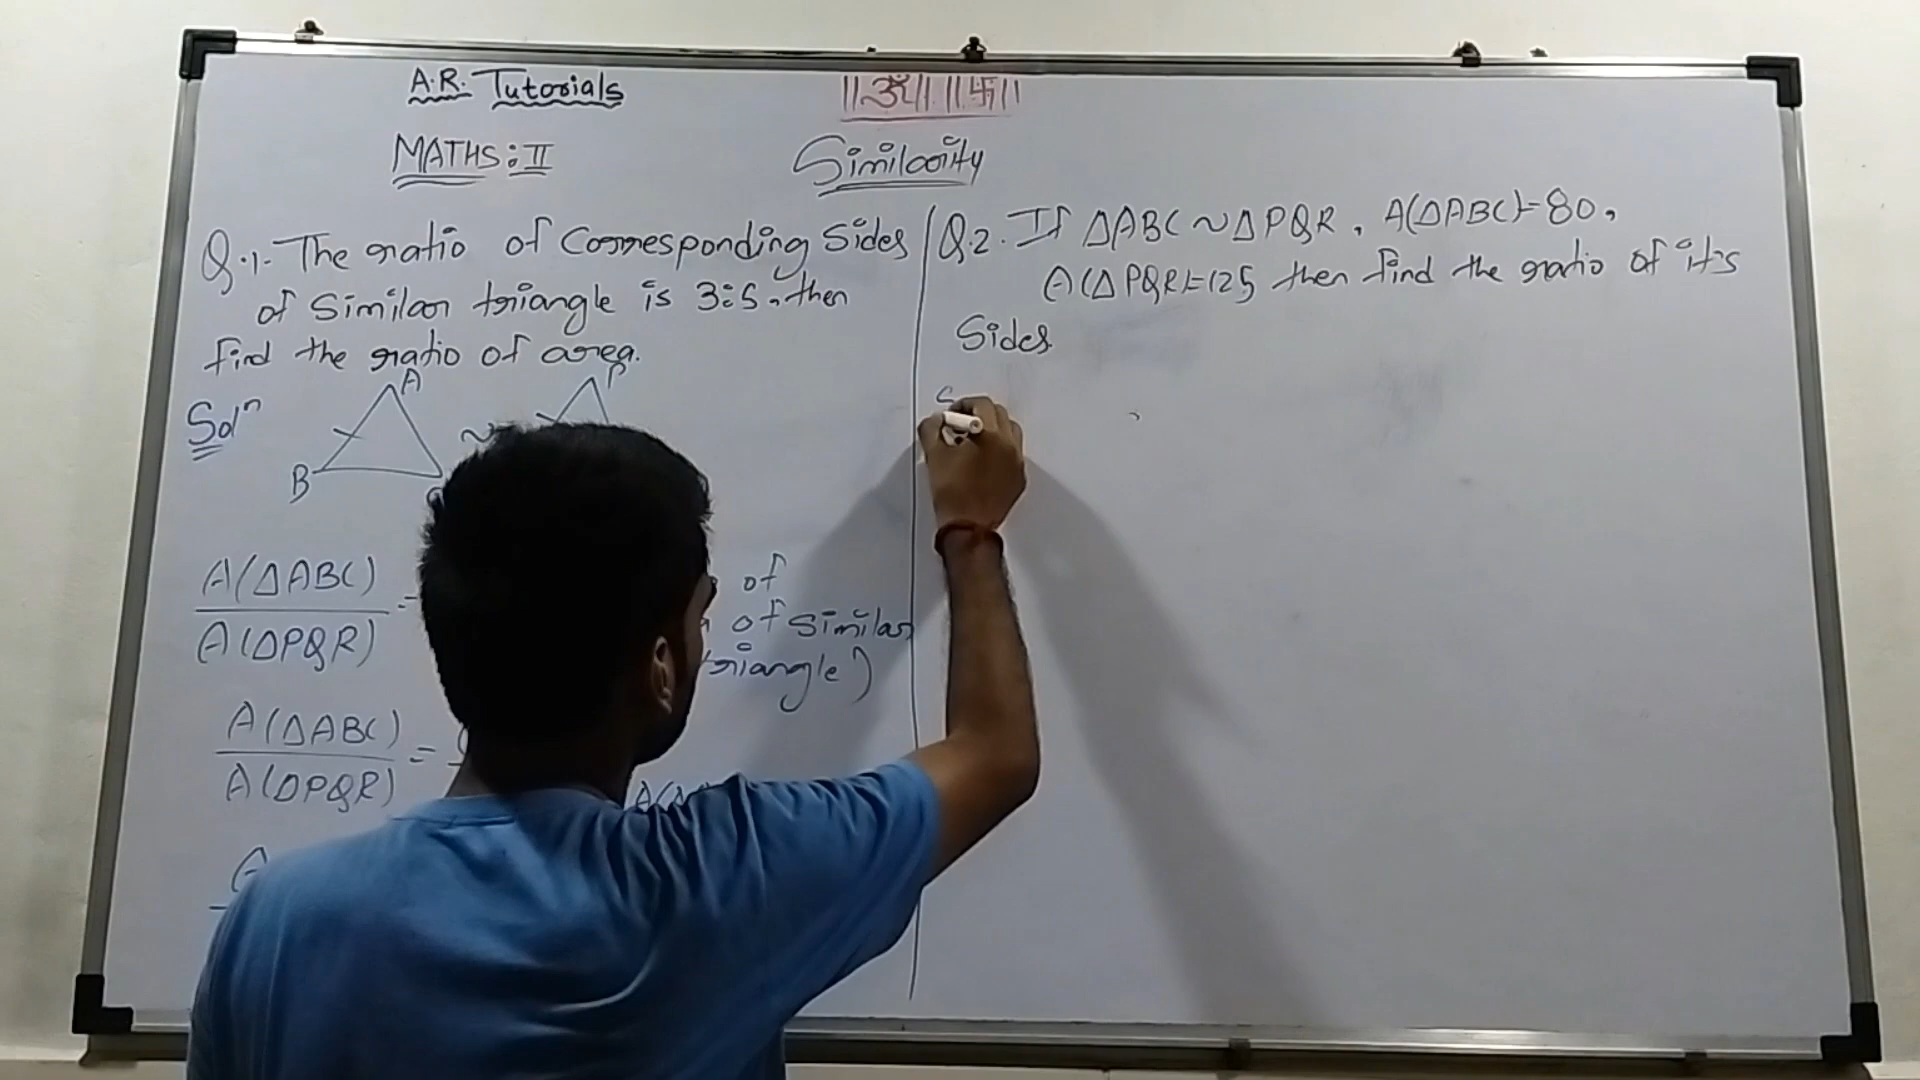 A.R. Tutorials
||ॐ|| ||卐||
MATHS: II
Similarity
Q.1. The ratio of Corresponding Sides
of Similar triangle is 3:5, then
find the ratio of area.
Solⁿ
A
B
~
P
A(ΔABC)
A(ΔPQR)
=
of
of Similar
triangle)
A(ΔABC)
A(ΔPQR)
=
Q.2. If ΔABC ~ ΔPQR, A(ΔABC)=80,
A(ΔPQR)=125 then find the ratio of it's
Sides
S